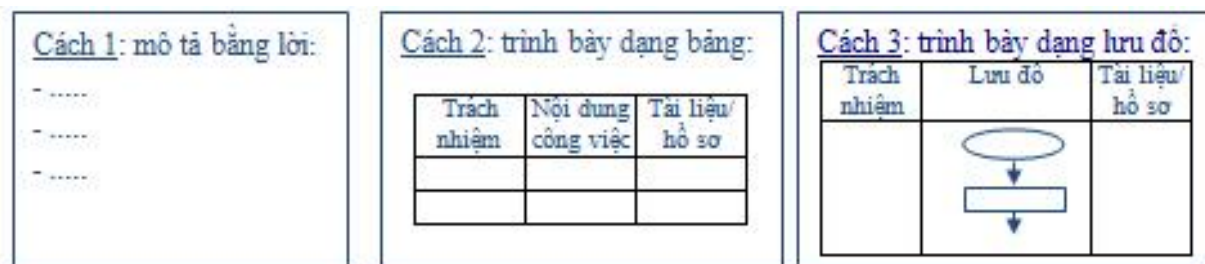 Cách 1: mô tả bằng lời:
- .....
- .....
- .....
Cách 2: trình bày dạng bảng:
Trách nhiệm
Nội dung công việc
Tài liệu/ hồ sơ
Cách 3: trình bày dạng lưu đồ:
Trách nhiệm
Lưu đồ
Tài liệu/ hồ sơ